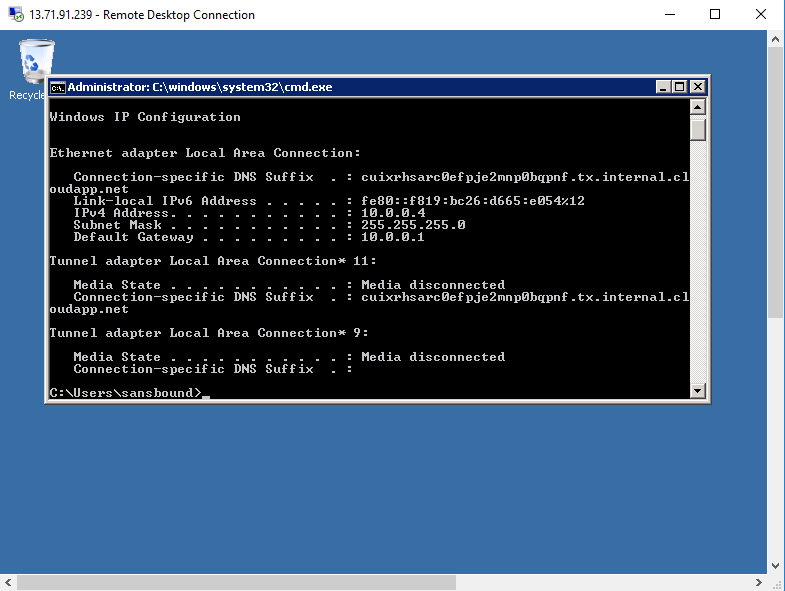 13.71.91.239 - Remote Desktop Connection
Administrator: C:\windows\system32\cmd.exe
Windows IP Configuration
Ethernet adapter Local Area Connection:
Connection-specific DNS Suffix  . : cuixrhsarc0efpje2mnp0bqpnf.tx.internal.cl
oudapp.net
Link-local IPv6 Address . . . . . : fe80::f819:bc26:d665:e054%12
IPv4 Address. . . . . . . . . . . : 10.0.0.4
Subnet Mask . . . . . . . . . . . : 255.255.255.0
Default Gateway . . . . . . . . . : 10.0.0.1
Tunnel adapter Local Area Connection* 11:
Media State . . . . . . . . . . . : Media disconnected
Connection-specific DNS Suffix  . : cuixrhsarc0efpje2mnp0bqpnf.tx.internal.cl
oudapp.net
Tunnel adapter Local Area Connection* 9:
Media State . . . . . . . . . . . : Media disconnected
Connection-specific DNS Suffix  . :
C:\Users\sansbound>_